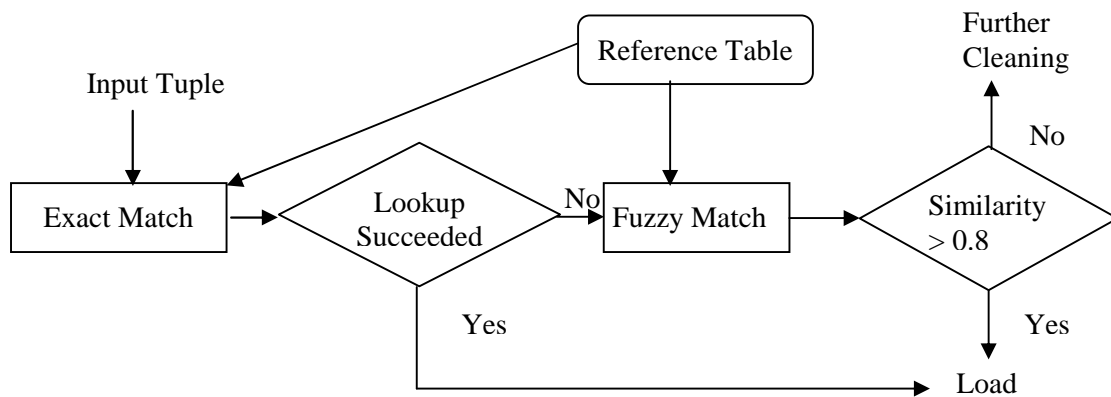 Further
Cleaning
Reference Table
Input Tuple
No
Exact Match
Lookup
Succeeded
No
Fuzzy Match
Similarity
> 0.8
Yes
Yes
Load